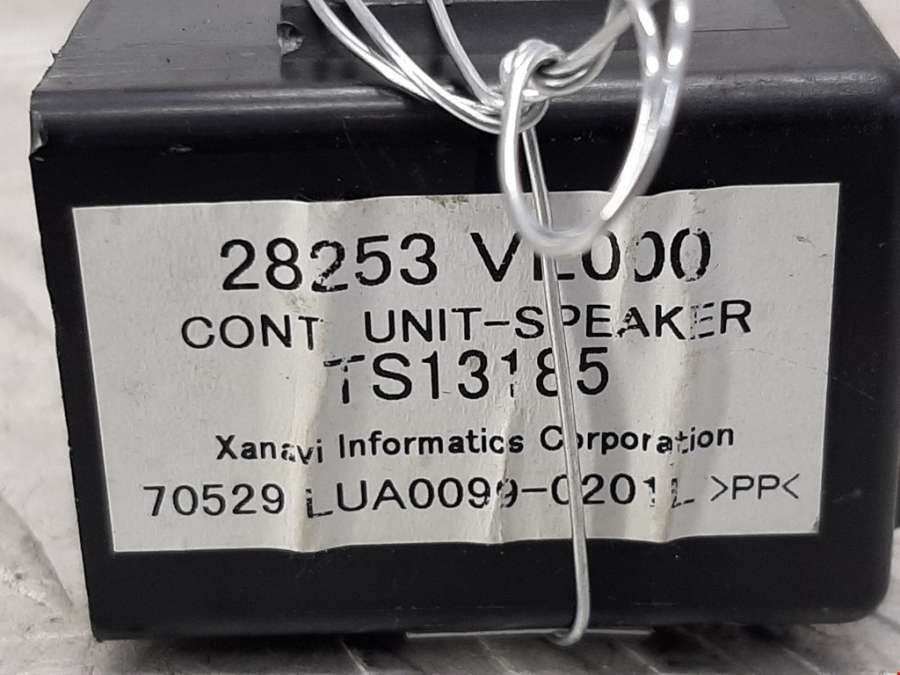 28253 VL000
CONT UNIT-SPEAKER
TS13185
Xanavi Informatics Corporation
70529 LUA0099-0201L >PP<